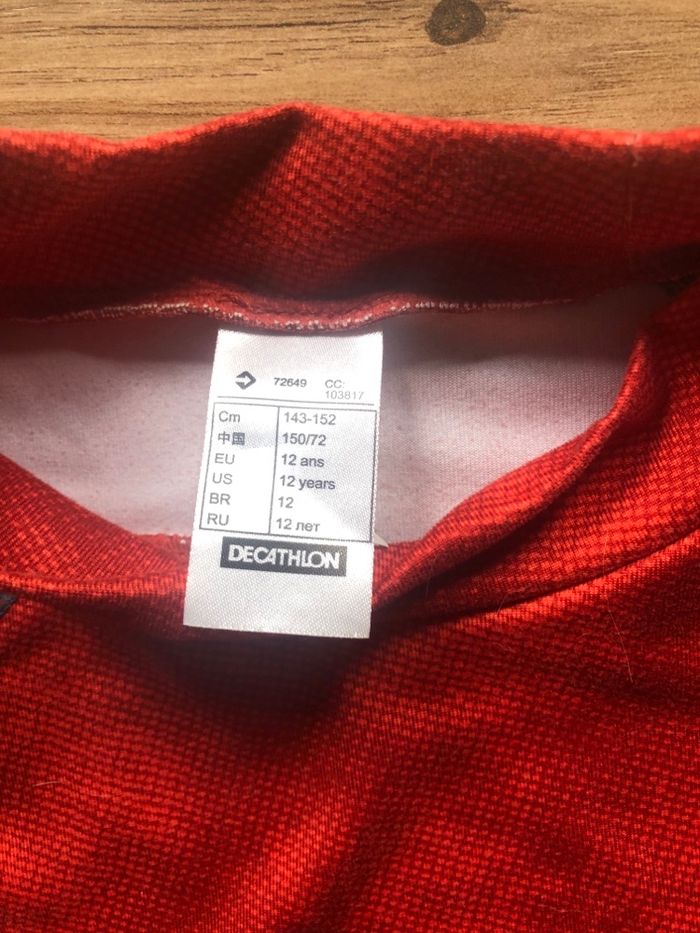 72649 CC:
103817
Cm 143-152
中国 150/72
EU 12 ans
US 12 years
BR 12
RU 12 лет
DECATHLON